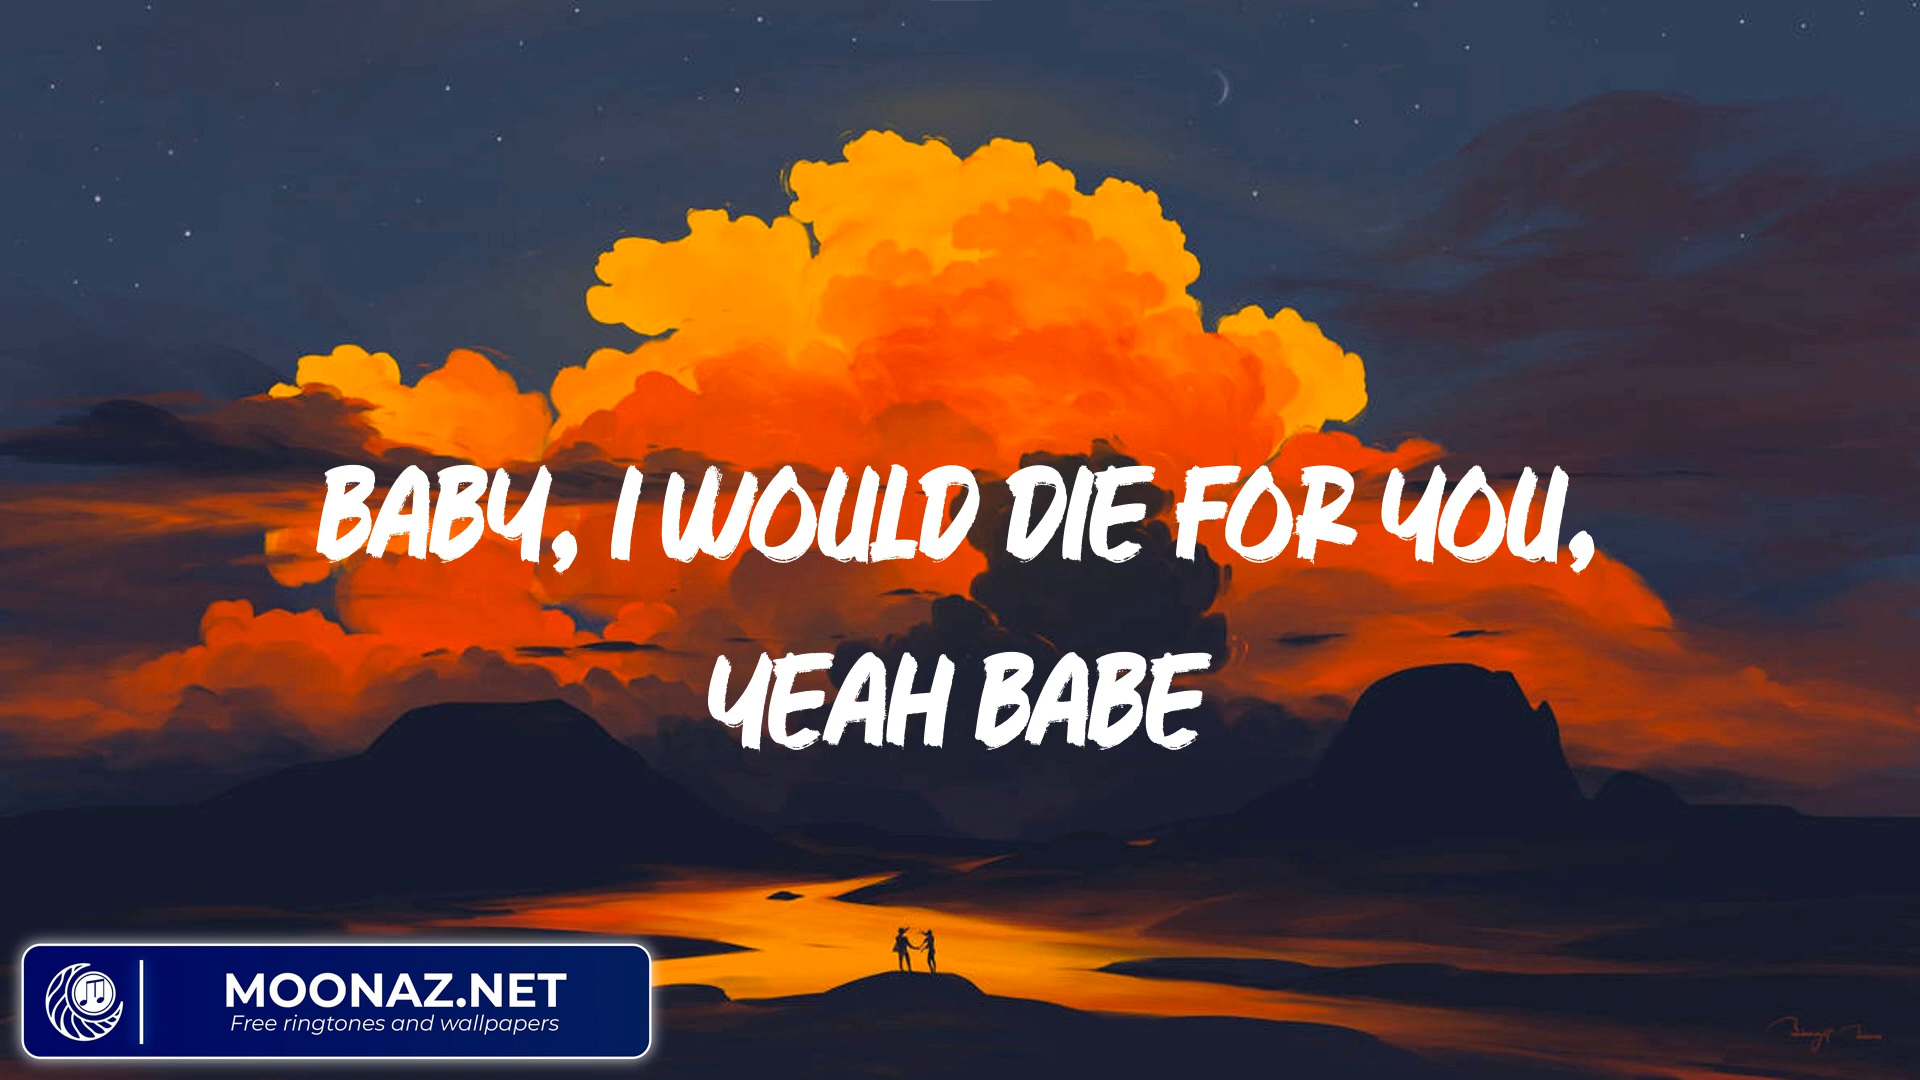 BABY, I WOULD DIE FOR YOU,
YEAH BABE
MOONAZ.NET
Free ringtones and wallpapers